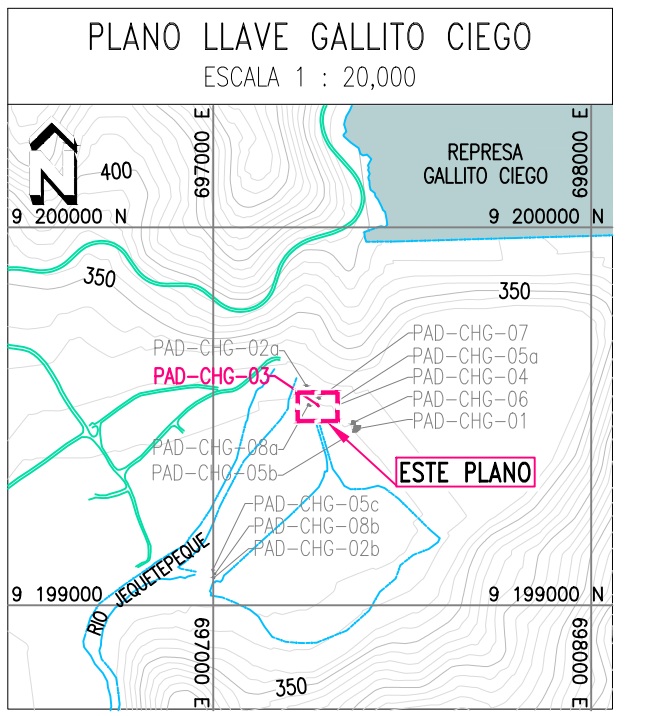 PLANO LLAVE GALLITO CIEGO
ESCALA 1 : 20,000
697000 E
698000 E
N
400
REPRESA
GALLITO CIEGO
9 200000 N
9 200000 N
350
350
PAD-CHG-07
PAD-CHG-02a
PAD-CHG-05a
PAD-CHG-03
PAD-CHG-04
PAD-CHG-06
PAD-CHG-01
PAD-CHG-08a
PAD-CHG-05b
ESTE PLANO
PAD-CHG-05c
PAD-CHG-08b
PAD-CHG-02b
RIO JEQUETEPEQUE
9 199000
9 199000 N
697000 E
698000 E
350